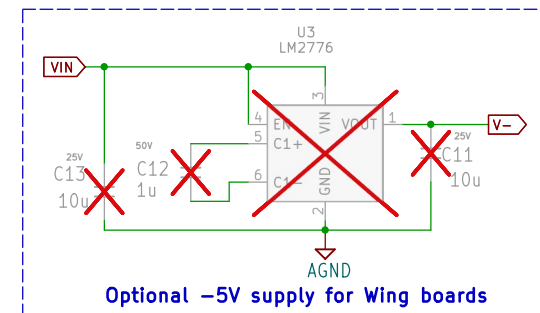 U3
LM2776
VIN
3
VIN
4
EN
VOUT
1
V-
25V
C13
10u
50V
C12
1u
5
C1+
6
C1-
GND
2
25V
C11
10u
AGND
Optional -5V supply for Wing boards